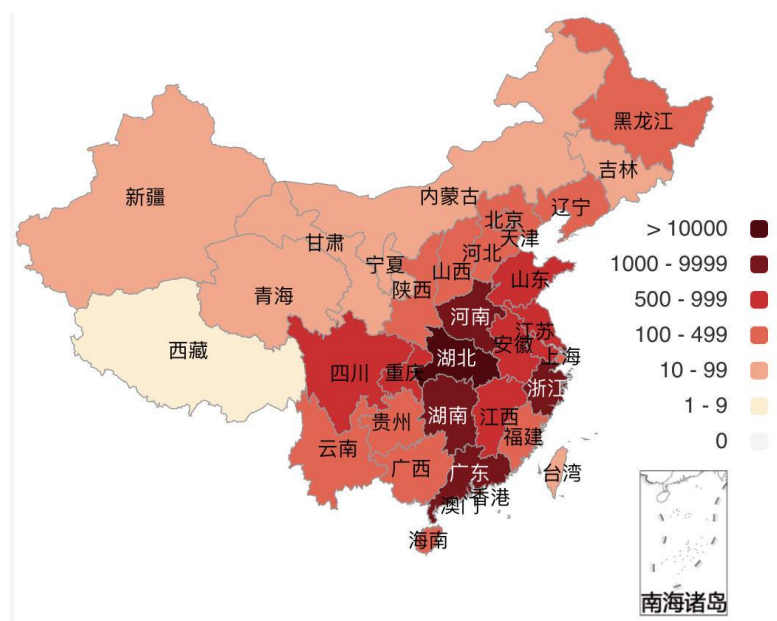 黑龙江
吉林
新疆
内蒙古
辽宁
北京
天津
甘肃
河北
宁夏
山西
山东
陕西
青海
河南
江苏
安徽
西藏
湖北
上海
四川
重庆
浙江
湖南
江西
贵州
福建
云南
广西
广东
台湾
香港
澳门
海南
> 10000
1000 - 9999
500 - 999
100 - 499
10 - 99
1 - 9
0
南海诸岛